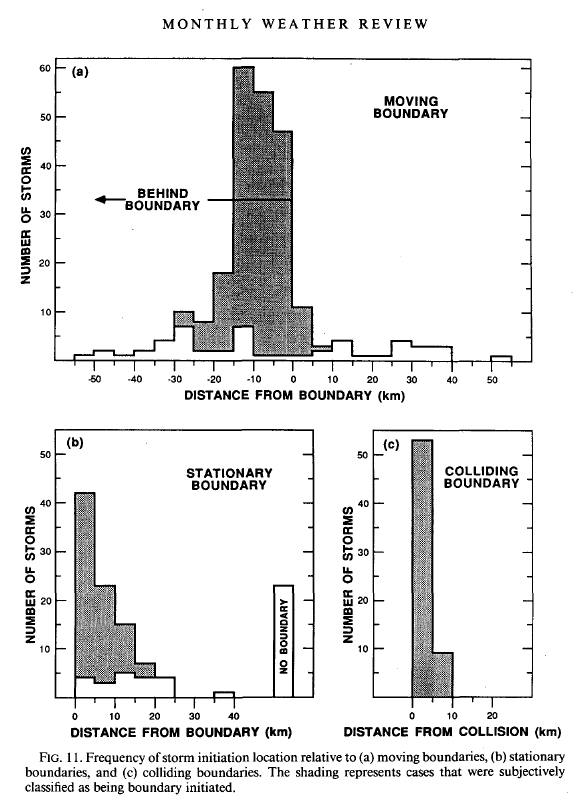 MONTHLY WEATHER REVIEW
(a)
MOVING
BOUNDARY
BEHIND
BOUNDARY
NUMBER OF STORMS
60
50
40
30
20
10
-50 -40 -30 -20 -10 0 10 20 30 40 50
DISTANCE FROM BOUNDARY (km)
(b)
STATIONARY
BOUNDARY
NO BOUNDARY
NUMBER OF STORMS
50
40
30
20
10
0 10 20 30 40
DISTANCE FROM BOUNDARY (km)
(c)
COLLIDING
BOUNDARY
NUMBER OF STORMS
50
40
30
20
10
0 10 20
DISTANCE FROM COLLISION (km)
FIG. 11. Frequency of storm initiation location relative to (a) moving boundaries, (b) stationary
boundaries, and (c) colliding boundaries. The shading represents cases that were subjectively
classified as being boundary initiated.